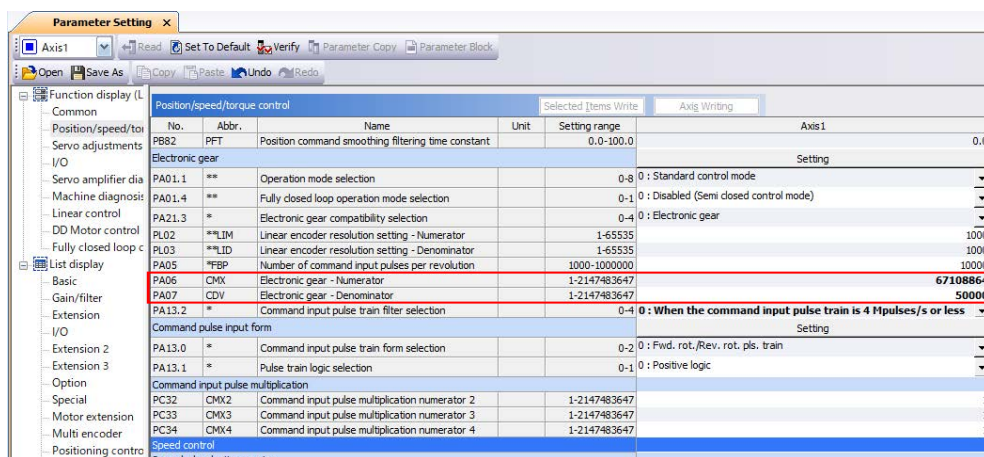 Parameter Setting ×
Axis1 Read Set To Default Verify Parameter Copy Parameter Block
Open Save As Copy Paste Undo Redo
Function display (L
Common
Position/speed/tor
Servo adjustments
I/O
Servo amplifier dia
Machine diagnosis
Linear control
DD Motor control
Fully closed loop c
List display
Basic
Gain/filter
Extension
I/O
Extension 2
Extension 3
Option
Special
Motor extension
Multi encoder
Positioning contro
Position/speed/torque control Selected Items Write Axis Writing
No. Abbr. Name Unit Setting range Axis1
PB82 PFT Position command smoothing filtering time constant 0.0-100.0 0.0
Electronic gear Setting
PA01.1 ** Operation mode selection 0-8 0 : Standard control mode
PA01.4 ** Fully closed loop operation mode selection 0-1 0 : Disabled (Semi closed control mode)
PA21.3 * Electronic gear compatibility selection 0-4 0 : Electronic gear
PL02 **LIM Linear encoder resolution setting - Numerator 1-65535 1000
PL03 **LID Linear encoder resolution setting - Denominator 1-65535 1000
PA05 *FBP Number of command input pulses per revolution 1000-1000000 10000
PA06 CMX Electronic gear - Numerator 1-2147483647 67108864
PA07 CDV Electronic gear - Denominator 1-2147483647 50000
PA13.2 * Command input pulse train filter selection 0-4 0 : When the command input pulse train is 4 Mpulses/s or less
Command pulse input form Setting
PA13.0 * Command input pulse train form selection 0-2 0 : Fwd. rot./Rev. rot. pls. train
PA13.1 * Pulse train logic selection 0-1 0 : Positive logic
Command input pulse multiplication
PC32 CMX2 Command input pulse multiplication numerator 2 1-2147483647
PC33 CMX3 Command input pulse multiplication numerator 3 1-2147483647
PC34 CMX4 Command input pulse multiplication numerator 4 1-2147483647
Speed control